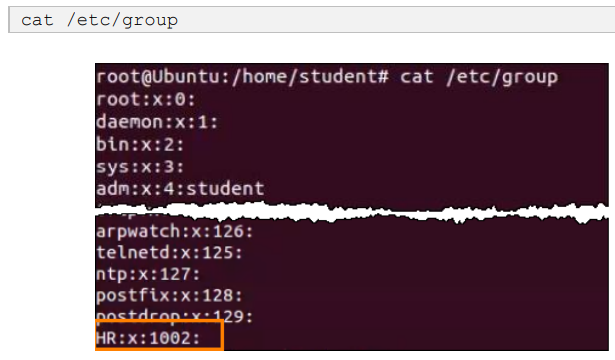 cat /etc/group
root@Ubuntu:/home/student# cat /etc/group
root:x:0:
daemon:x:1:
bin:x:2:
sys:x:3:
adm:x:4:student
arpwatch:x:126:
telnetd:x:125:
ntp:x:127:
postfix:x:128:
postdrop:x:129:
HR:x:1002: